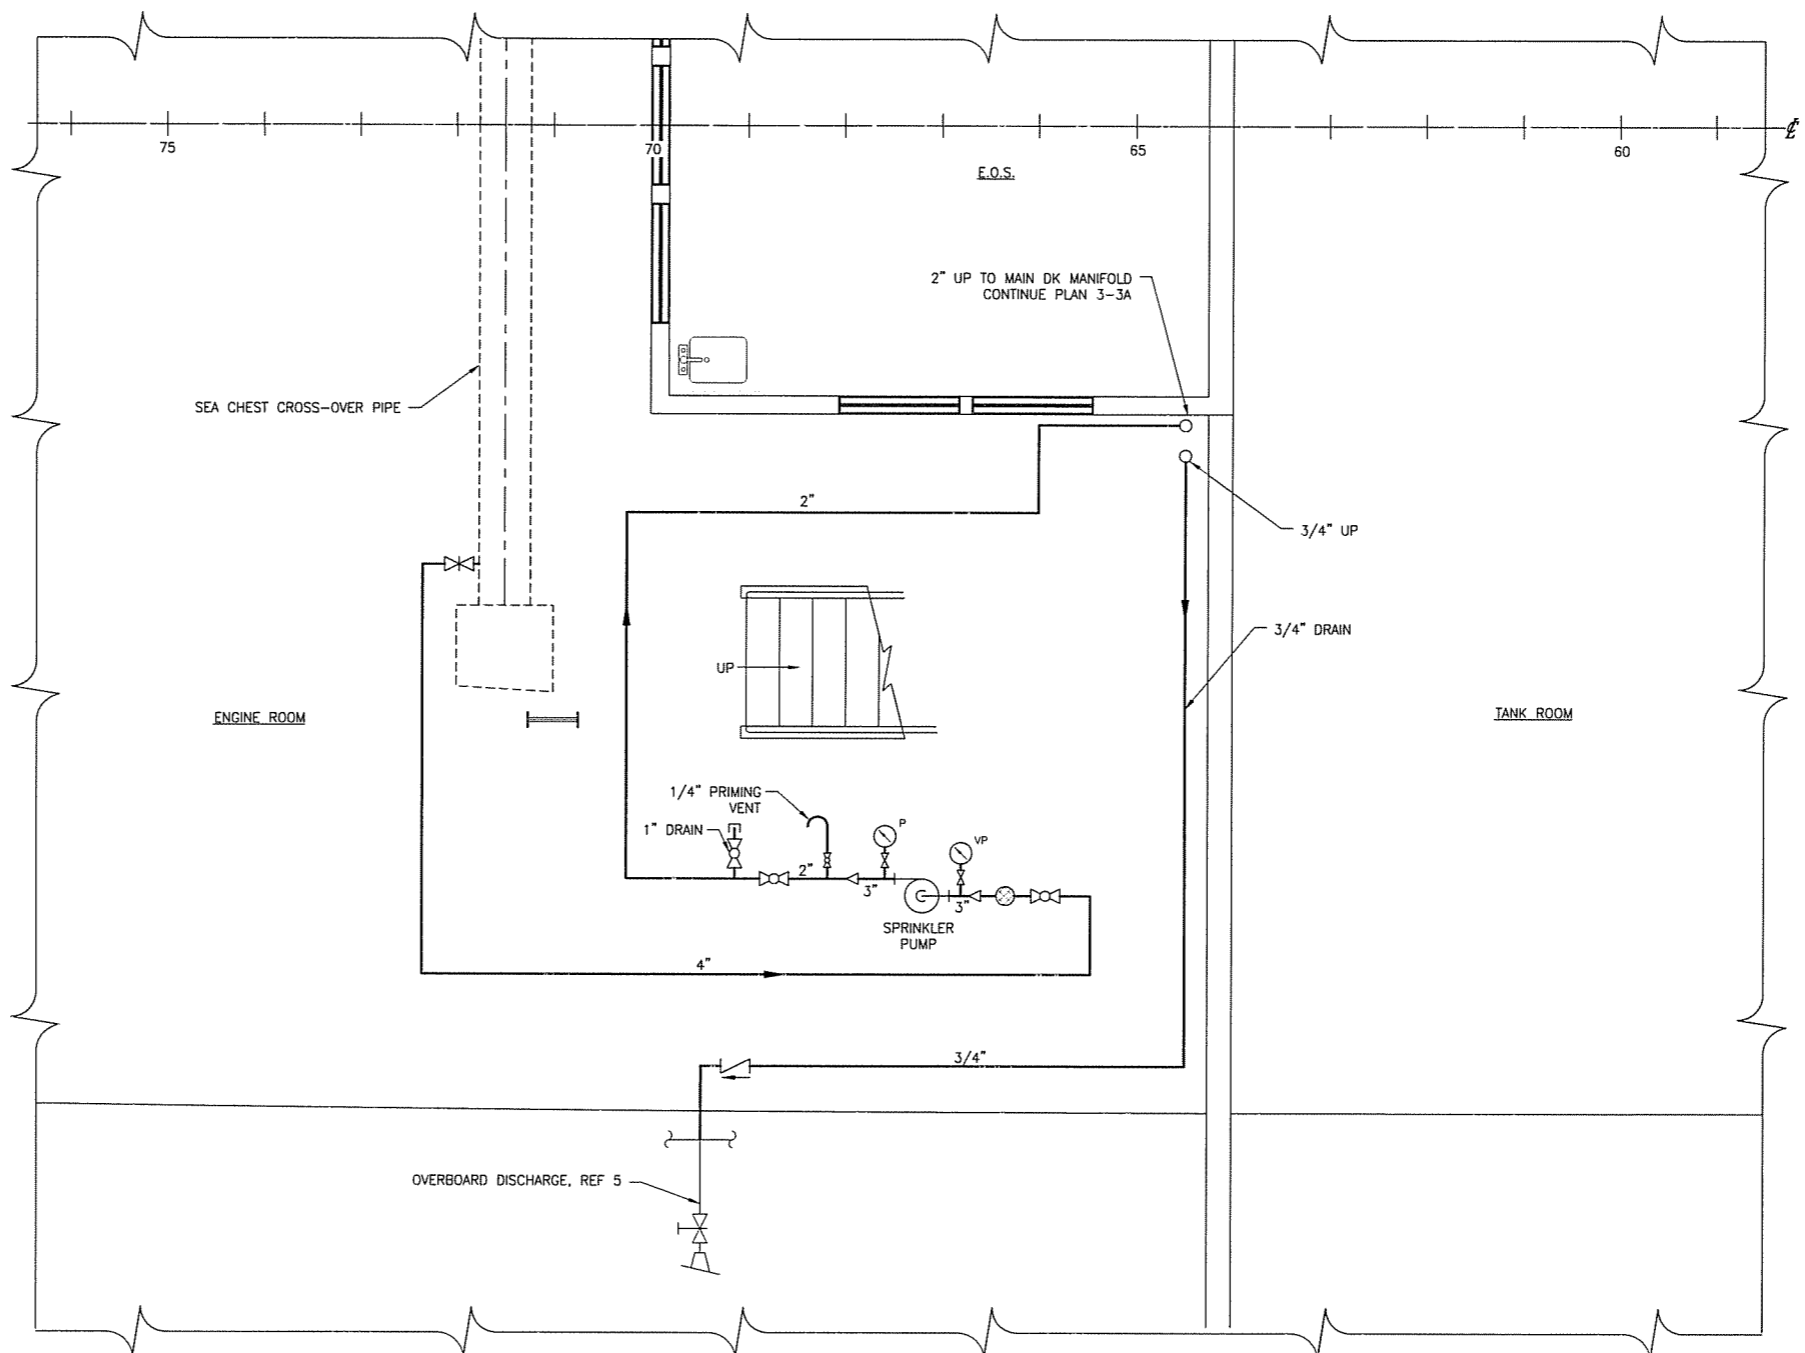 75
70
65
60
℄
E.O.S.
2" UP TO MAIN DK MANIFOLD
CONTINUE PLAN 3-3A
SEA CHEST CROSS-OVER PIPE
2"
3/4" UP
3/4" DRAIN
UP
ENGINE ROOM
TANK ROOM
1/4" PRIMING
VENT
1" DRAIN
P
VP
2"
3"
3"
SPRINKLER
PUMP
4"
3/4"
OVERBOARD DISCHARGE, REF 5